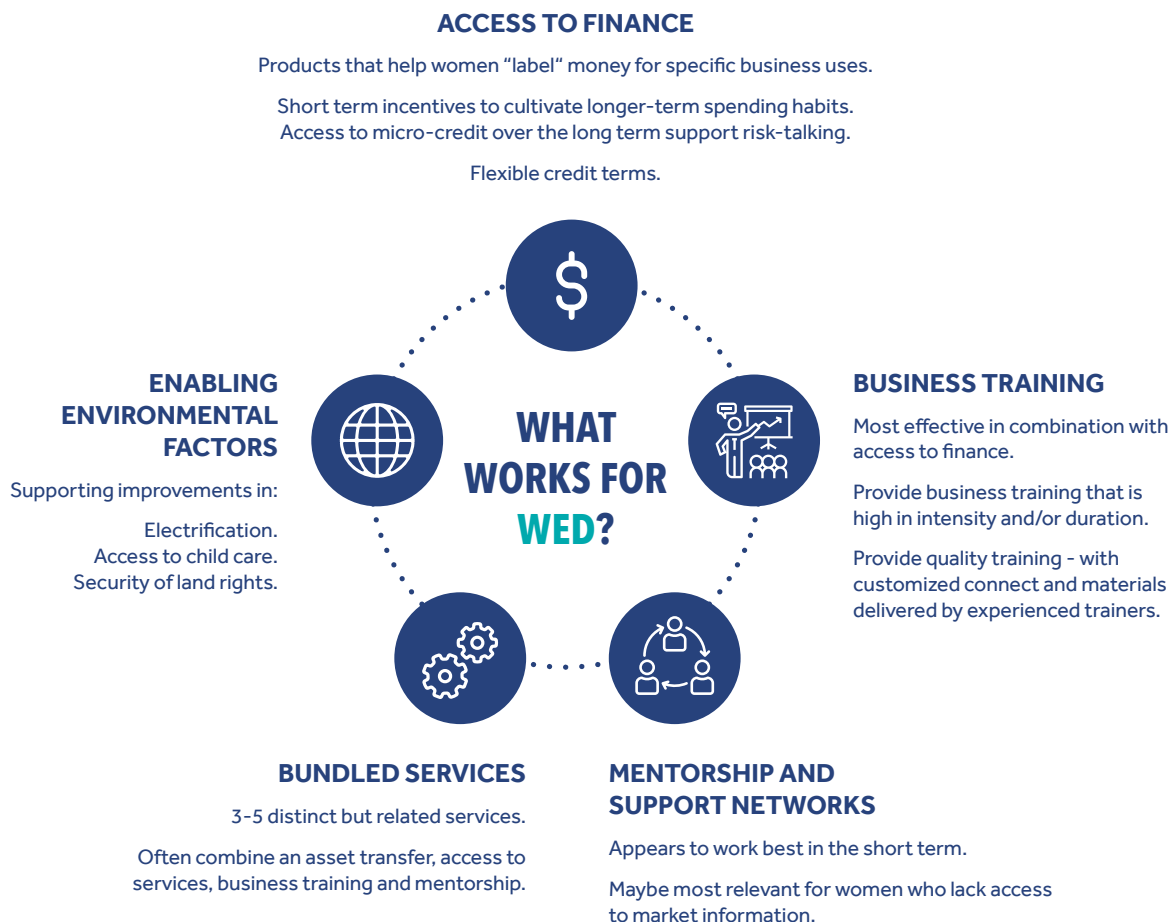 ACCESS TO FINANCE
Products that help women “label“ money for specific business uses.
Short term incentives to cultivate longer-term spending habits.
Access to micro-credit over the long term support risk-talking.
Flexible credit terms.
$
WHAT
WORKS FOR
WED?
BUSINESS TRAINING
Most effective in combination with
access to finance.
Provide business training that is
high in intensity and/or duration.
Provide quality training - with
customized connect and materials
delivered by experienced trainers.
MENTORSHIP AND
SUPPORT NETWORKS
Appears to work best in the short term.
Maybe most relevant for women who lack access
to market information.
BUNDLED SERVICES
3-5 distinct but related services.
Often combine an asset transfer, access to
services, business training and mentorship.
ENABLING
ENVIRONMENTAL
FACTORS
Supporting improvements in:
Electrification.
Access to child care.
Security of land rights.